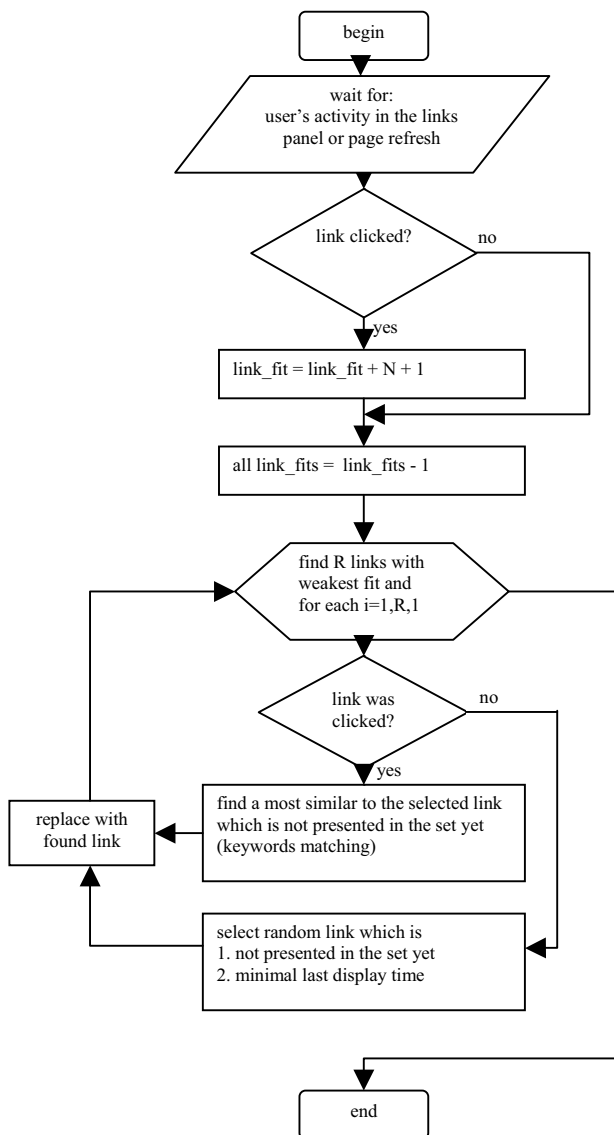 begin
wait for:
user's activity in the links
panel or page refresh
link clicked?
no
yes
link_fit = link_fit + N + 1
all link_fits =  link_fits - 1
find R links with
weakest fit and
for each i=1,R,1
link was
clicked?
no
yes
find a most similar to the selected link
which is not presented in the set yet
(keywords matching)
replace with
found link
select random link which is
1. not presented in the set yet
2. minimal last display time
end